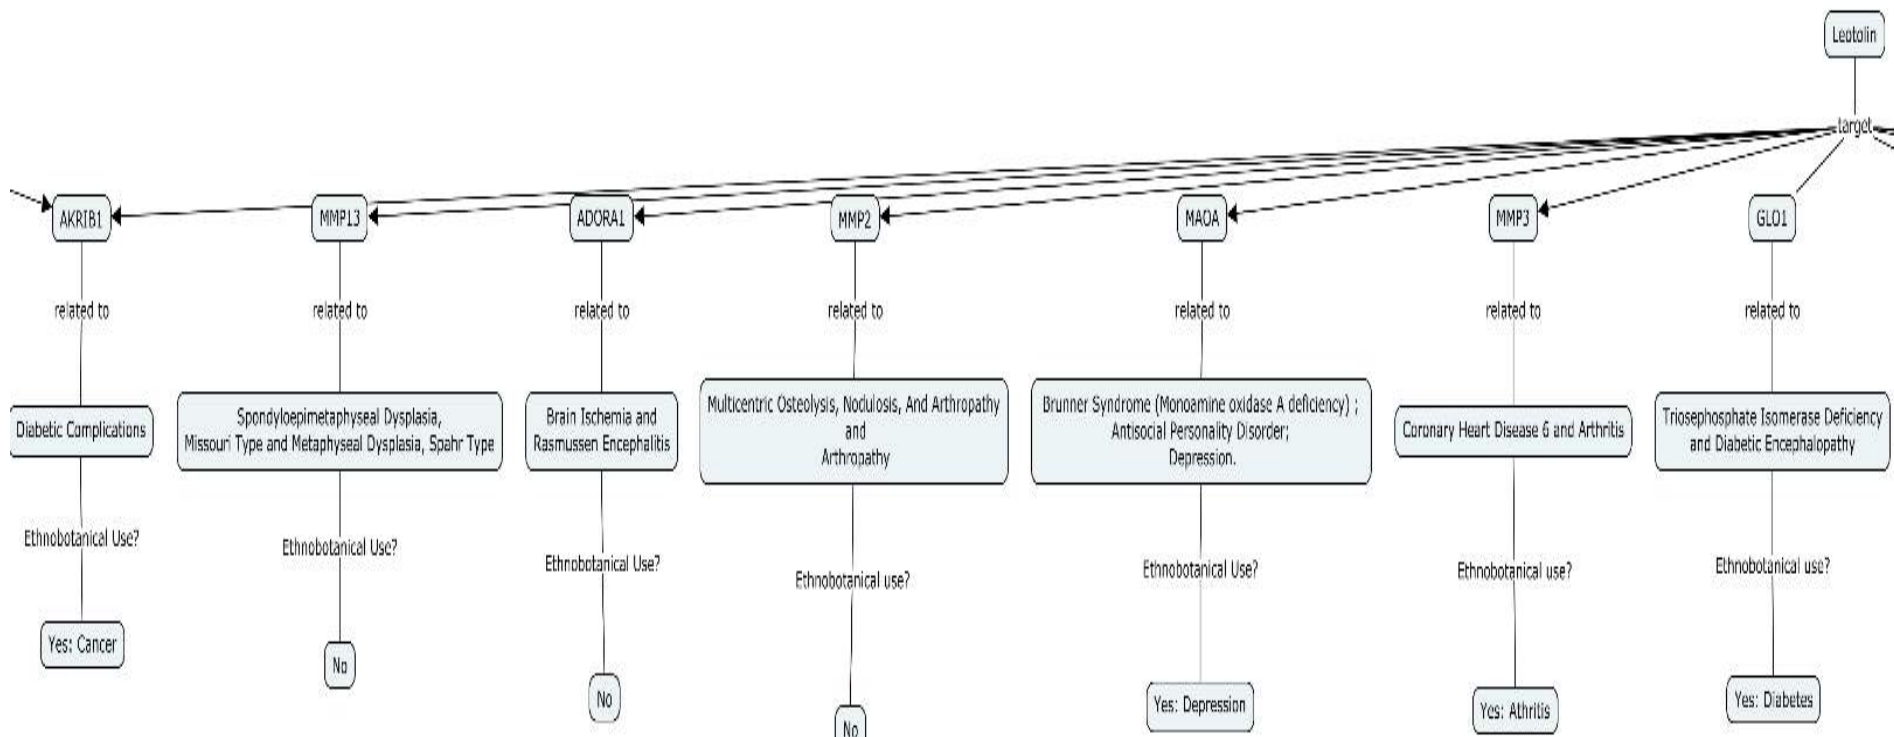 Leotolin
target
AKRIB1
MMP13
ADORA1
MMP2
MAOA
MMP3
GLO1
related to
related to
related to
related to
related to
related to
related to
Diabetic Complications
Spondyloepimetaphyseal Dysplasia,
Missouri Type and Metaphyseal Dysplasia, Spahr Type
Brain Ischemia and
Rasmussen Encephalitis
Multicentric Osteolysis, Nodulosis, And Arthropathy
and
Arthropathy
Brunner Syndrome (Monoamine oxidase A deficiency) ;
Antisocial Personality Disorder;
Depression.
Coronary Heart Disease 6 and Arthritis
Triosephosphate Isomerase Deficiency
and Diabetic Encephalopathy
Ethnobotanical Use?
Ethnobotanical Use?
Ethnobotanical Use?
Ethnobotanical use?
Ethnobotanical Use?
Ethnobotanical use?
Ethnobotanical use?
Yes: Cancer
No
No
No
Yes: Depression
Yes: Athritis
Yes: Diabetes